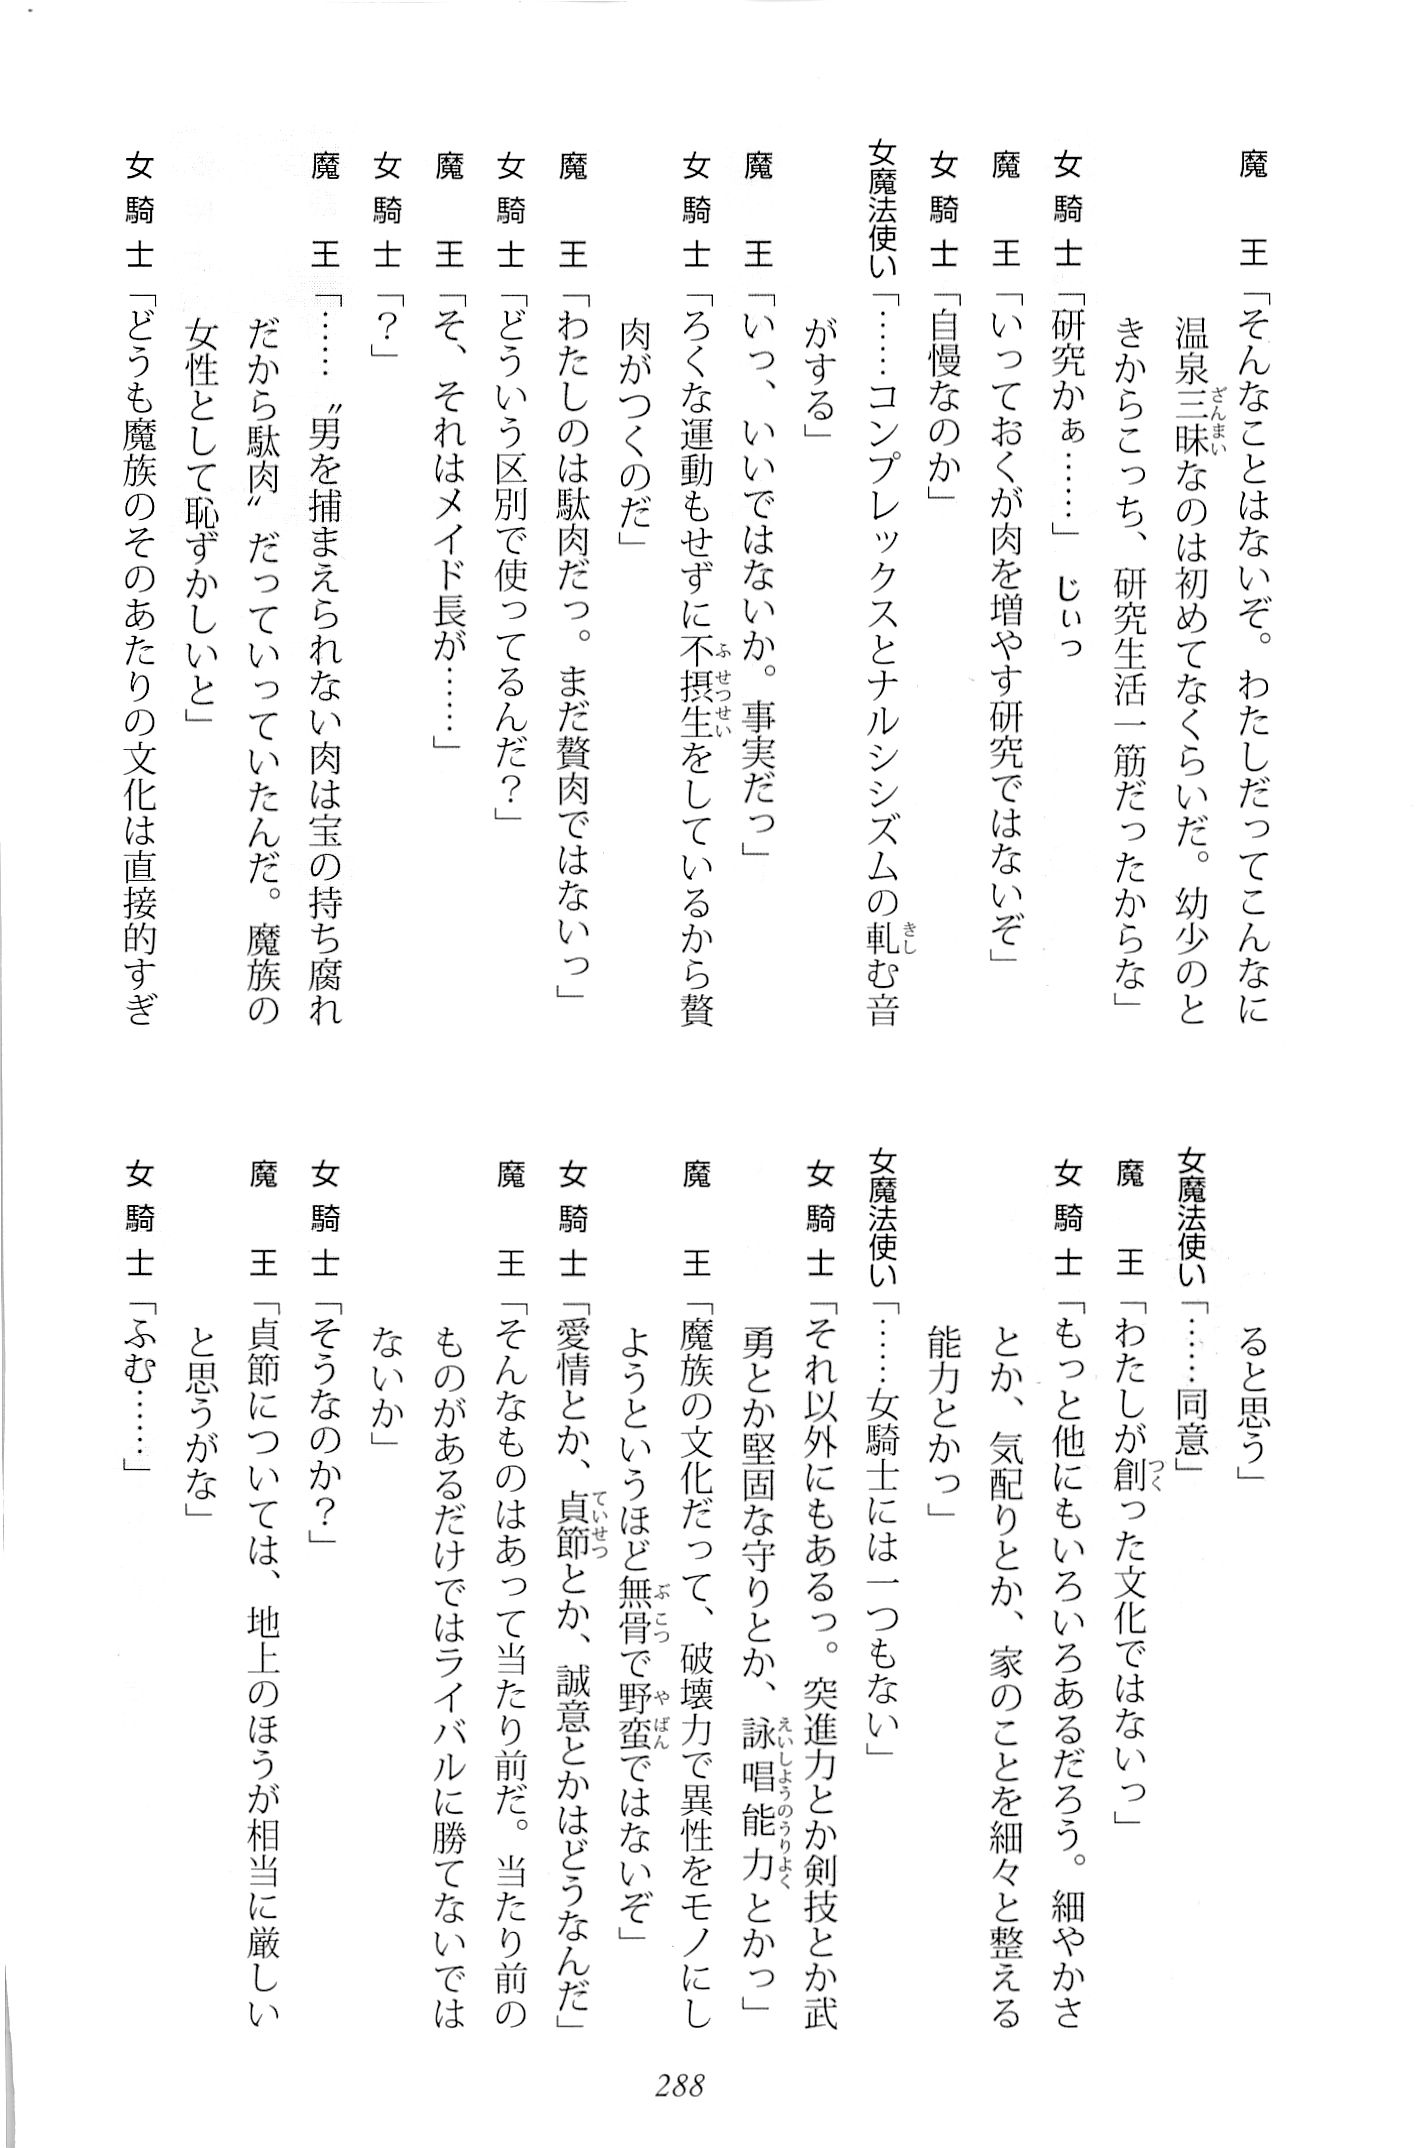 魔王「そんなことはないぞ。わたしだってこんなに
温泉三昧なのは初めてなくらいだ。幼少のと
きからこっち、研究生活一筋だったからな」
女騎士「研究かぁ……」 じぃっ
魔王「いっておくが肉を増やす研究ではないぞ」
女騎士「自慢なのか」
女魔法使い「……コンプレックスとナルシシズムの軋む音
がする」
魔王「いっ、いいではないか。事実だっ」
女騎士「ろくな運動もせずに不摂生をしているから贅
肉がつくのだ」
魔王「わたしのは駄肉だっ。まだ贅肉ではないっ」
女騎士「どういう区別で使ってるんだ？」
魔王「そ、それはメイド長が……」
女騎士「？」
魔王「……〝男を捕まえられない肉は宝の持ち腐れ
だから駄肉〟だっていっていたんだ。魔族の
女性として恥ずかしいと」
女騎士「どうも魔族のそのあたりの文化は直接的すぎ
ると思う」
女魔法使い「……同意」
魔王「わたしが創った文化ではないっ」
女騎士「もっと他にもいろいろあるだろう。細やかさ
とか、気配りとか、家のことを細々と整える
能力とかっ」
女魔法使い「……女騎士には一つもない」
女騎士「それ以外にもあるっ。突進力とか剣技とか武
勇とか堅固な守りとか、詠唱能力とかっ」
魔王「魔族の文化だって、破壊力で異性をモノにし
ようというほど無骨で野蛮ではないぞ」
女騎士「愛情とか、貞節とか、誠意とかはどうなんだ」
魔王「そんなものはあって当たり前だ。当たり前の
ものがあるだけではライバルに勝てないでは
ないか」
女騎士「そうなのか？」
魔王「貞節については、地上のほうが相当に厳しい
と思うがな」
女騎士「ふむ……」
288